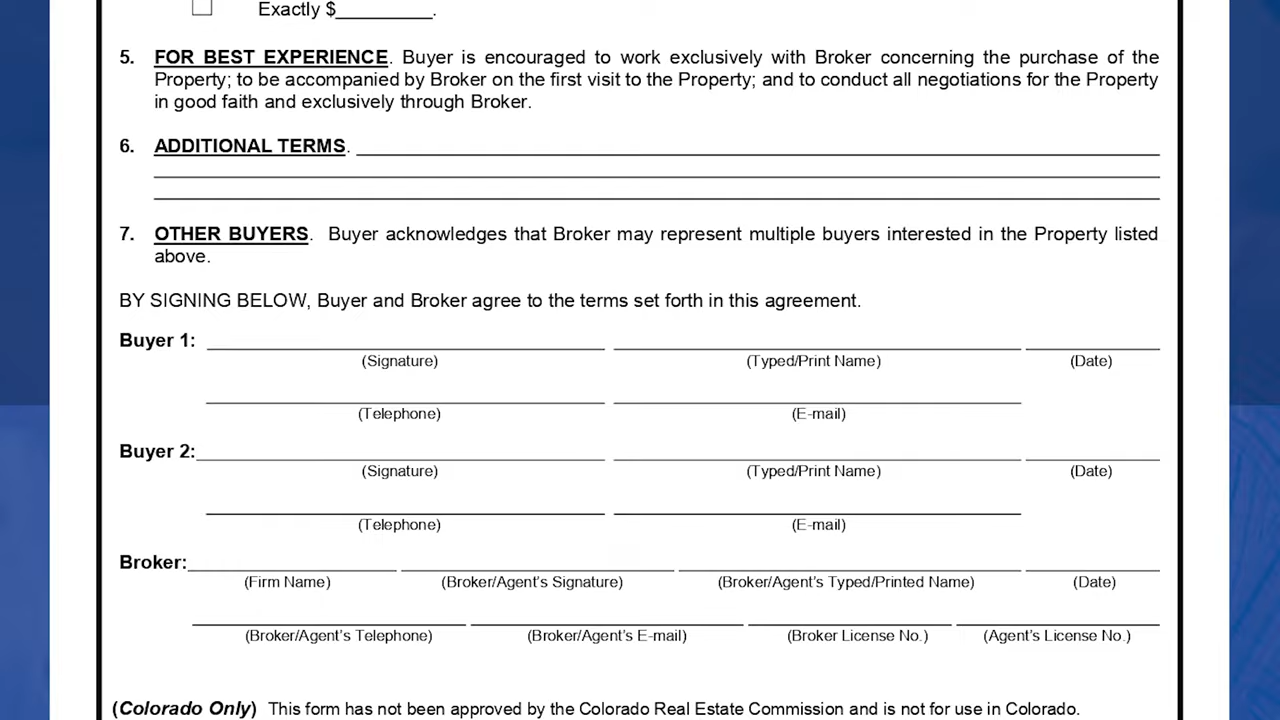 Exactly $_________.
5. FOR BEST EXPERIENCE. Buyer is encouraged to work exclusively with Broker concerning the purchase of the
Property; to be accompanied by Broker on the first visit to the Property; and to conduct all negotiations for the Property
in good faith and exclusively through Broker.
6. ADDITIONAL TERMS.
7. OTHER BUYERS. Buyer acknowledges that Broker may represent multiple buyers interested in the Property listed
above.
BY SIGNING BELOW, Buyer and Broker agree to the terms set forth in this agreement.
Buyer 1:
(Signature) (Typed/Print Name) (Date)
(Telephone) (E-mail)
Buyer 2:
(Signature) (Typed/Print Name) (Date)
(Telephone) (E-mail)
Broker:
(Firm Name) (Broker/Agent's Signature) (Broker/Agent's Typed/Printed Name) (Date)
(Broker/Agent's Telephone) (Broker/Agent's E-mail) (Broker License No.) (Agent's License No.)
(Colorado Only) This form has not been approved by the Colorado Real Estate Commission and is not for use in Colorado.